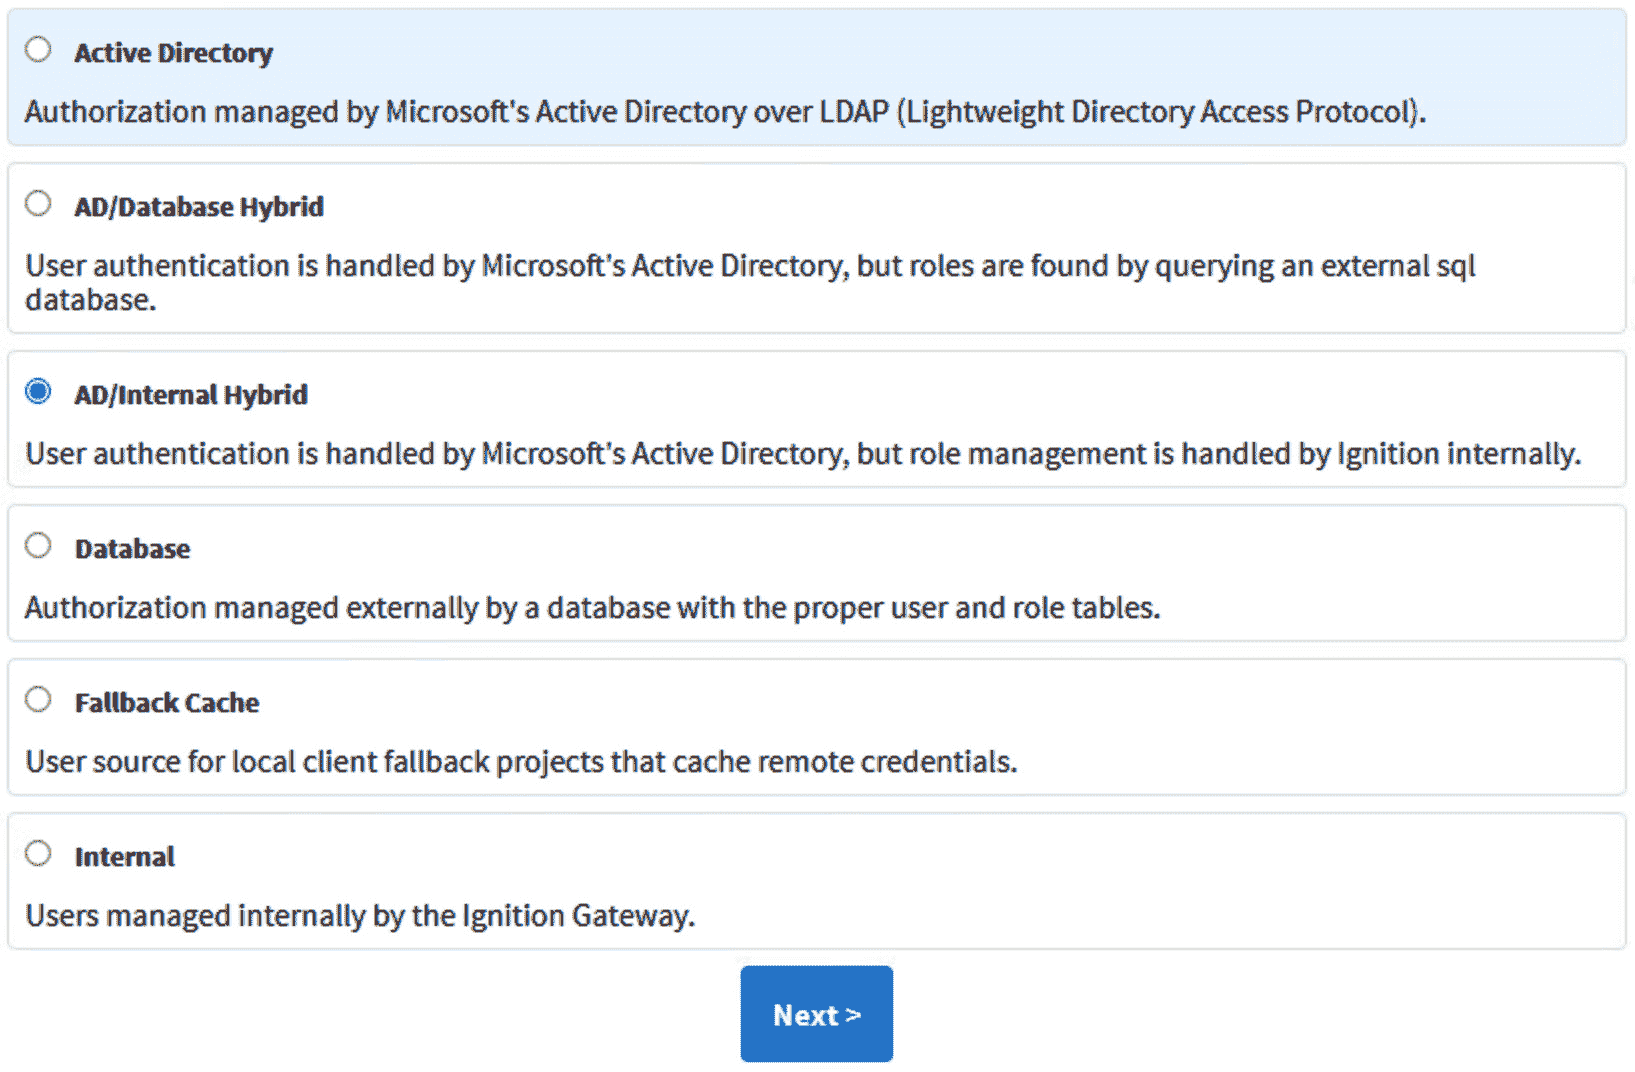 Active Directory
Authorization managed by Microsoft's Active Directory over LDAP (Lightweight Directory Access Protocol).
AD/Database Hybrid
User authentication is handled by Microsoft's Active Directory, but roles are found by querying an external sql
database.
AD/Internal Hybrid
User authentication is handled by Microsoft's Active Directory, but role management is handled by Ignition internally.
Database
Authorization managed externally by a database with the proper user and role tables.
Fallback Cache
User source for local client fallback projects that cache remote credentials.
Internal
Users managed internally by the Ignition Gateway.
Next >